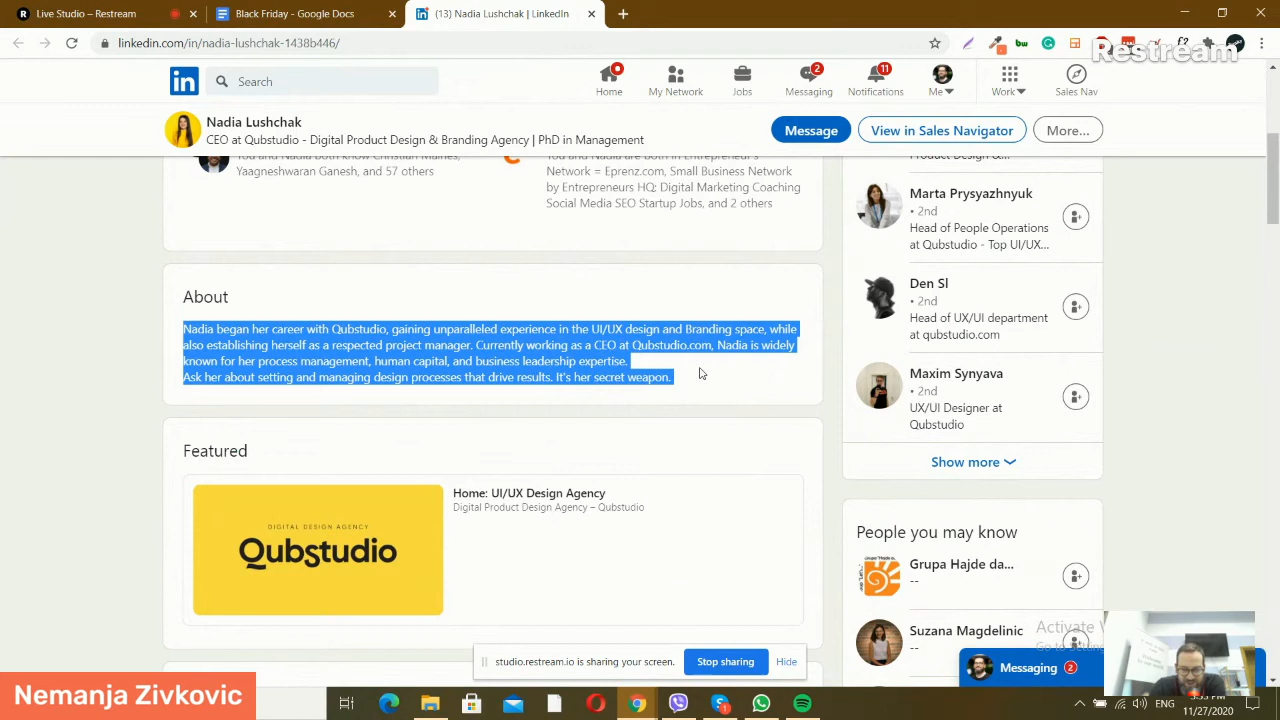 Live Studio – Restream
Black Friday - Google Docs
(13) Nadia Lushchak | LinkedIn
linkedin.com/in/nadia-lushchak-1438b446/
Restream
in
Search
Home
My Network
Jobs
2
Messaging
11
Notifications
Me
Work
Sales Nav
Nadia Lushchak
CEO at Qubstudio - Digital Product Design & Branding Agency | PhD in Management
Message
View in Sales Navigator
More...
You and Nadia both know Christian Maines,
Yaagneshwaran Ganesh, and 57 others
You and Nadia are both in Entrepreneur's
Network = Eprenz.com, Small Business Network
by Entrepreneurs HQ: Digital Marketing Coaching
Social Media SEO Startup Jobs, and 2 others
About
Nadia began her career with Qubstudio, gaining unparalleled experience in the UI/UX design and Branding space, while
also establishing herself as a respected project manager. Currently working as a CEO at Qubstudio.com, Nadia is widely
known for her process management, human capital, and business leadership expertise.
Ask her about setting and managing design processes that drive results. It's her secret weapon.
Featured
DIGITAL DESIGN AGENCY
Qubstudio
Home: UI/UX Design Agency
Digital Product Design Agency – Qubstudio
Product Design &
Marta Prysyazhnyuk
• 2nd
Head of People Operations
at Qubstudio - Top UI/UX...
Den Sl
• 2nd
Head of UX/UI department
at qubstudio.com
Maxim Synyava
• 2nd
UX/UI Designer at
Qubstudio
Show more
People you may know
Grupa Hajde da...
--
Suzana Magdelinic
Activate
Go to
Messaging 2
studio.restream.io is sharing your screen.
Stop sharing
Hide
Nemanja Zivkovic
ENG
11/27/2020